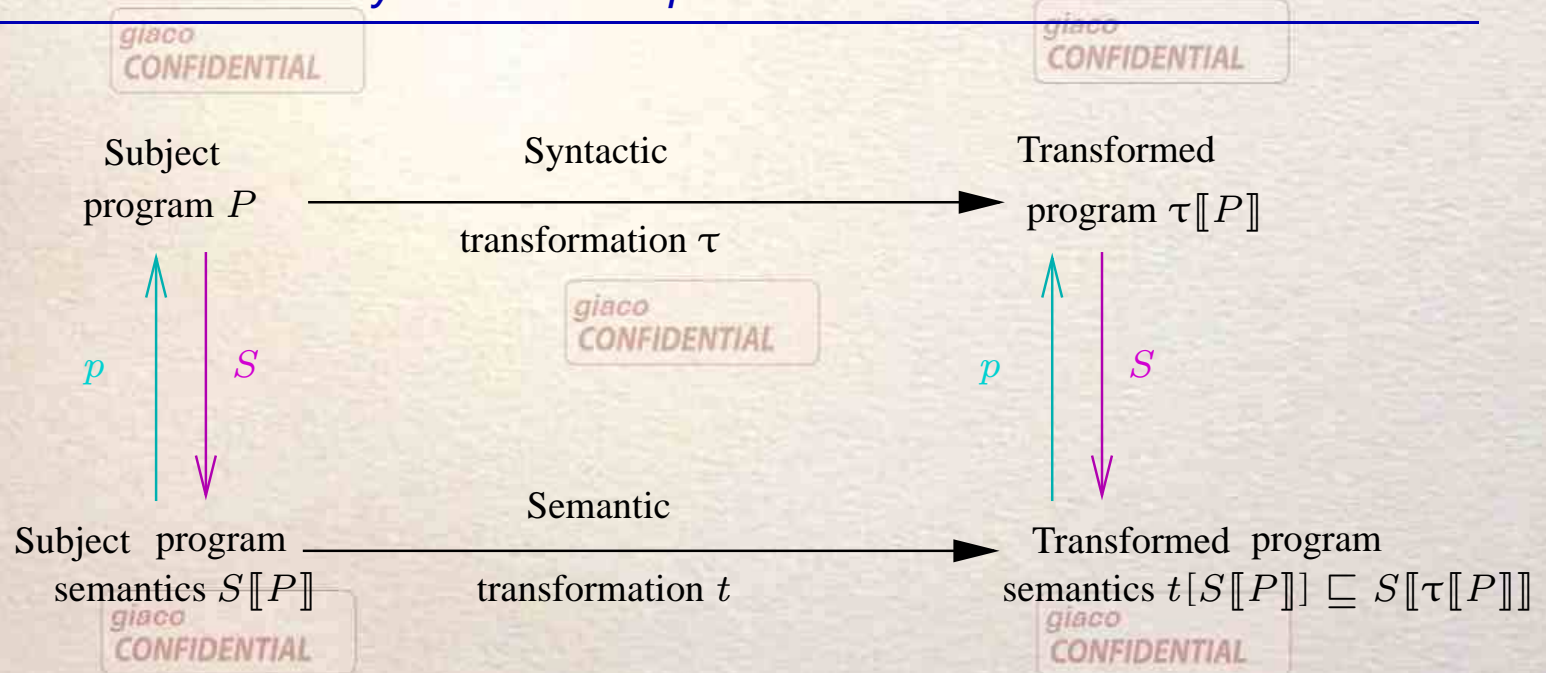 giaco
CONFIDENTIAL
giaco
CONFIDENTIAL
Subject
program P
Syntactic
transformation τ
Transformed
program τ⟦P⟧
giaco
CONFIDENTIAL
p
S
p
S
Subject program
semantics S⟦P⟧
Semantic
transformation t
Transformed program
semantics t[S⟦P⟧] ⊑ S⟦τ⟦P⟧⟧
giaco
CONFIDENTIAL
giaco
CONFIDENTIAL